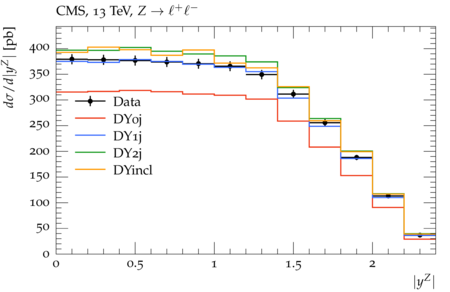 CMS, 13 TeV, Z → ℓ⁺ℓ⁻
dσ/d|y^Z| [pb]
400
350
300
250
200
150
100
50
0
Data
DY0j
DY1j
DY2j
DYincl
0 0.5 1 1.5 2
|y^Z|